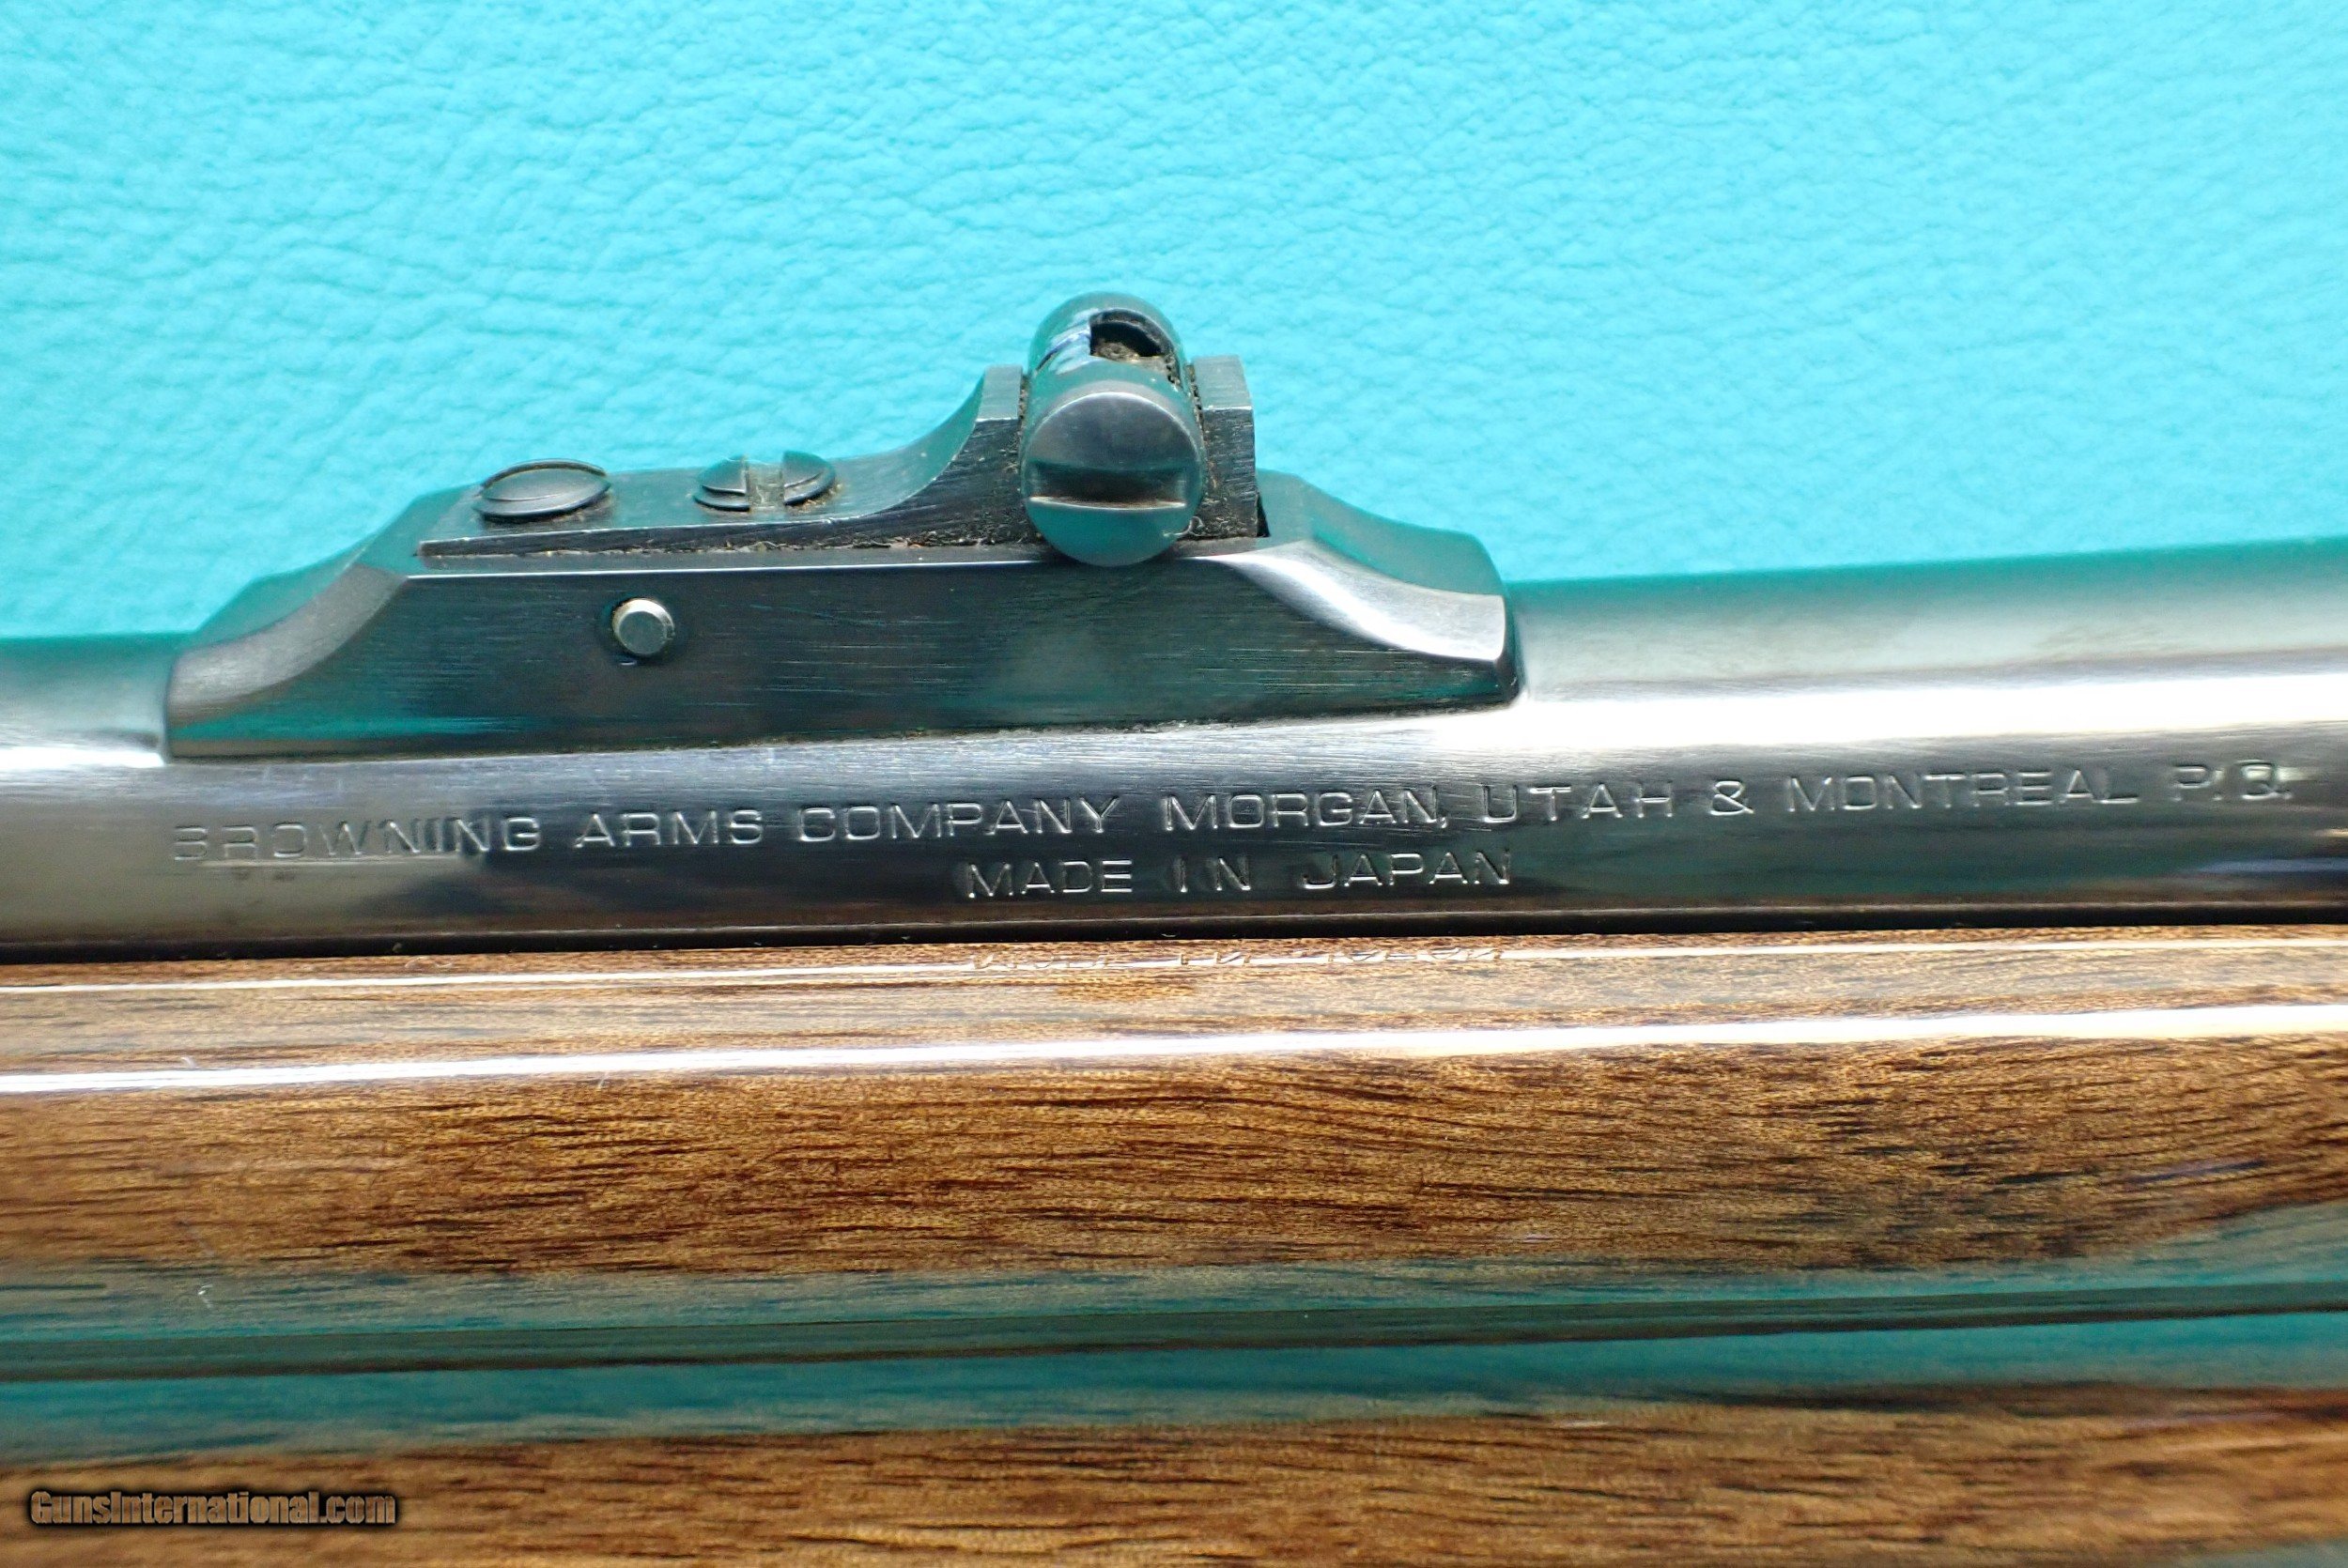 BROWNING ARMS COMPANY MORGAN, UTAH & MONTREAL P.Q.
MADE IN JAPAN
GunsInternational.com